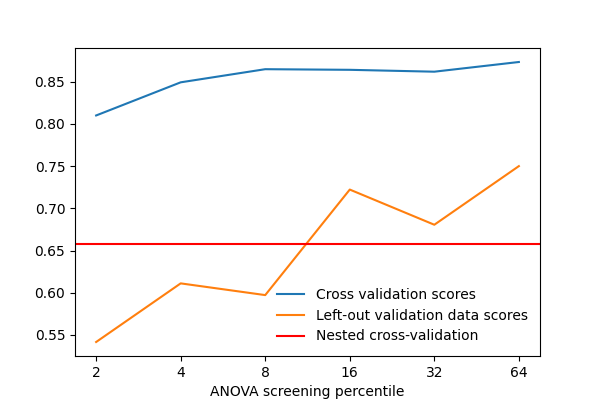 0.85
0.80
0.75
0.70
0.65
0.60
0.55
Cross validation scores
Left-out validation data scores
Nested cross-validation
2 4 8 16 32 64
ANOVA screening percentile